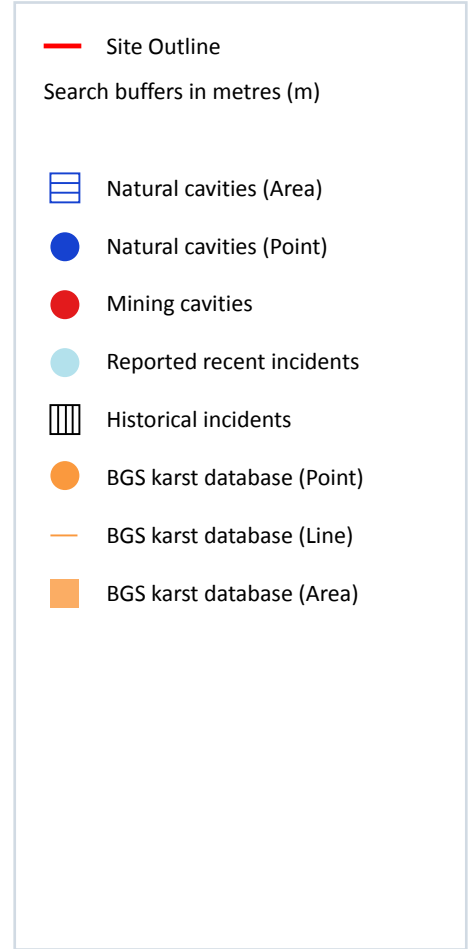 Site Outline
Search buffers in metres (m)
Natural cavities (Area)
Natural cavities (Point)
Mining cavities
Reported recent incidents
Historical incidents
BGS karst database (Point)
BGS karst database (Line)
BGS karst database (Area)